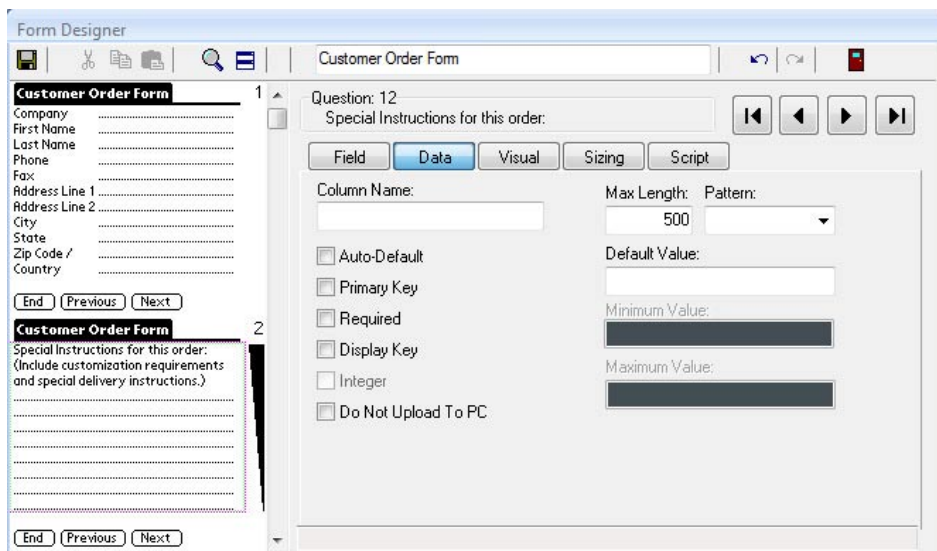 Form Designer
Customer Order Form
Customer Order Form 1
Company
First Name
Last Name
Phone
Fax
Address Line 1
Address Line 2
City
State
Zip Code /
Country
End Previous Next
Customer Order Form 2
Special Instructions for this order:
(Include customization requirements
and special delivery instructions.)
End Previous Next
Question: 12
Special Instructions for this order:
Field Data Visual Sizing Script
Column Name:
Max Length: Pattern:
500
Auto-Default
Default Value:
Primary Key
Required
Minimum Value:
Display Key
Integer
Maximum Value:
Do Not Upload To PC